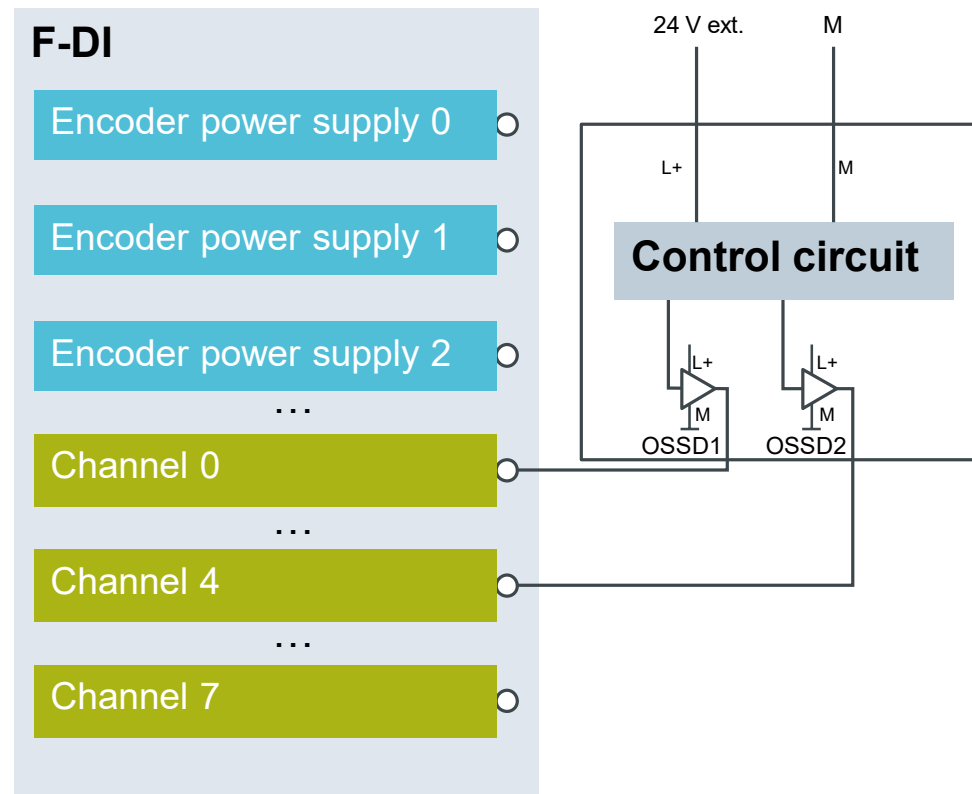 F-DI
Encoder power supply 0
Encoder power supply 1
Encoder power supply 2
...
Channel 0
...
Channel 4
...
Channel 7
24 V ext. M
L+ M
Control circuit
L+ L+
M M
OSSD1 OSSD2